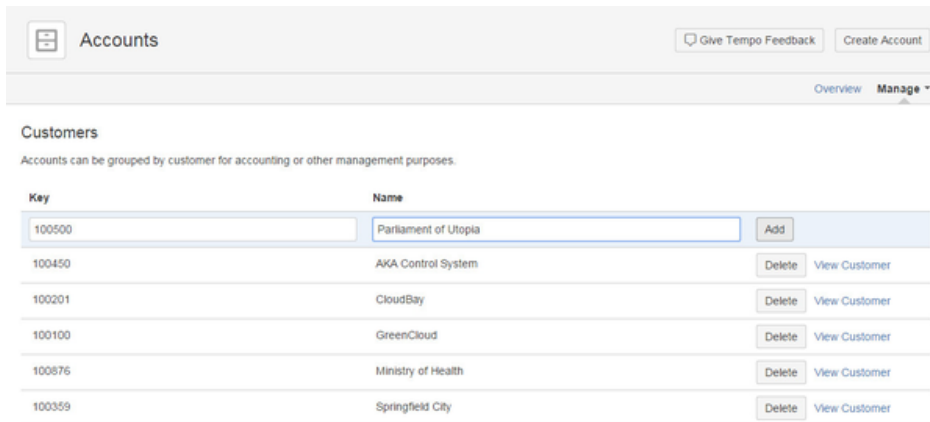 Accounts
Give Tempo Feedback
Create Account
Overview Manage
Customers
Accounts can be grouped by customer for accounting or other management purposes.
Key Name
100500 Parliament of Utopia Add
100450 AKA Control System Delete View Customer
100201 CloudBay Delete View Customer
100100 GreenCloud Delete View Customer
100876 Ministry of Health Delete View Customer
100359 Springfield City Delete View Customer